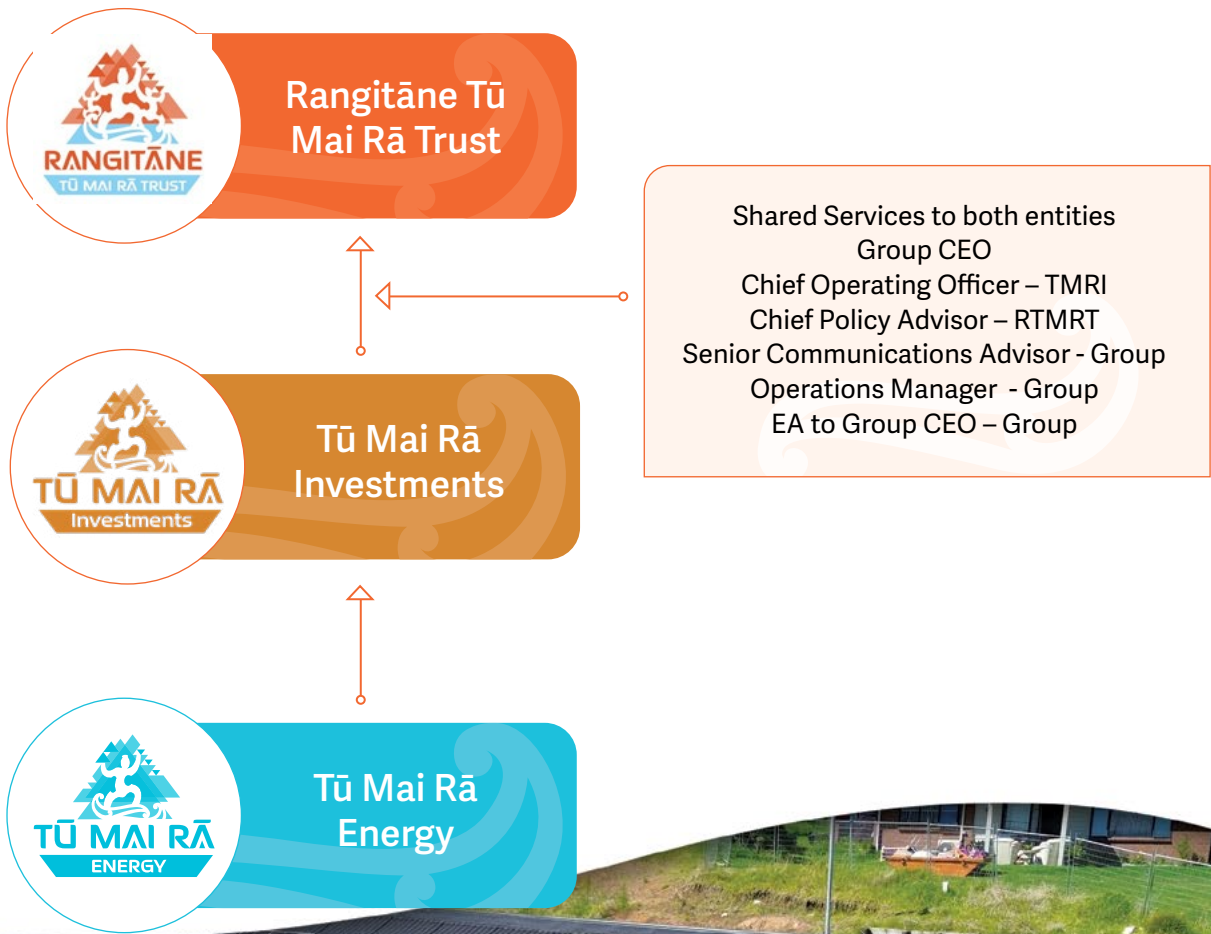 RANGITĀNE
TŪ MAI RĀ TRUST
Rangitāne Tū
Mai Rā Trust
Shared Services to both entities
Group CEO
Chief Operating Officer – TMRI
Chief Policy Advisor – RTMRT
Senior Communications Advisor - Group
Operations Manager - Group
EA to Group CEO – Group
TŪ MAI RĀ
Investments
Tū Mai Rā
Investments
TŪ MAI RĀ
ENERGY
Tū Mai Rā
Energy